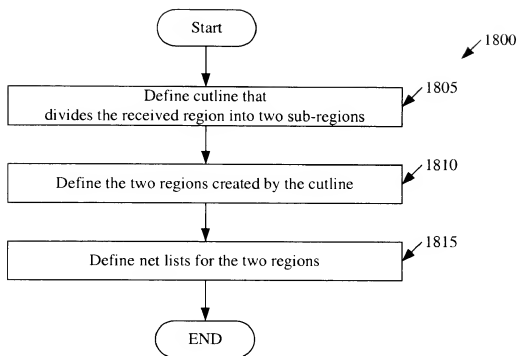 Start
1800
Define cutline that
divides the received region into two sub-regions
1805
Define the two regions created by the cutline
1810
Define net lists for the two regions
1815
END